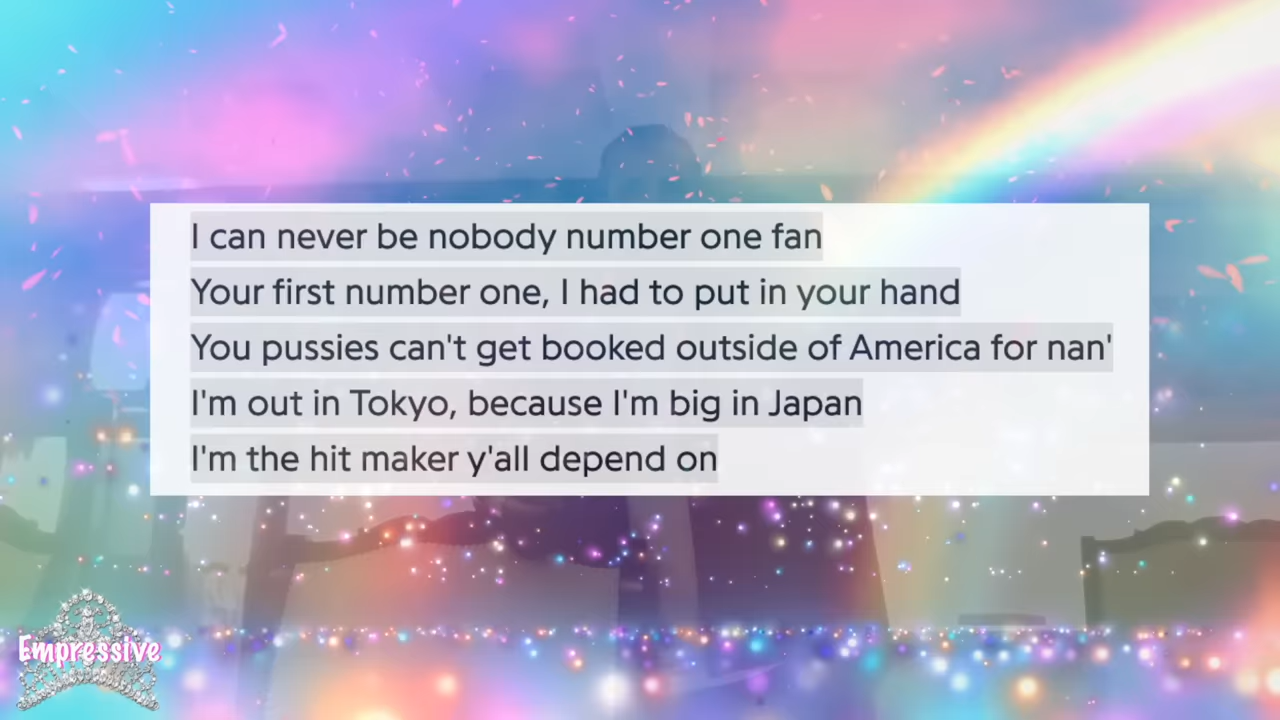 I can never be nobody number one fan
Your first number one, I had to put in your hand
You pussies can't get booked outside of America for nan'
I'm out in Tokyo, because I'm big in Japan
I'm the hit maker y'all depend on
Empressive